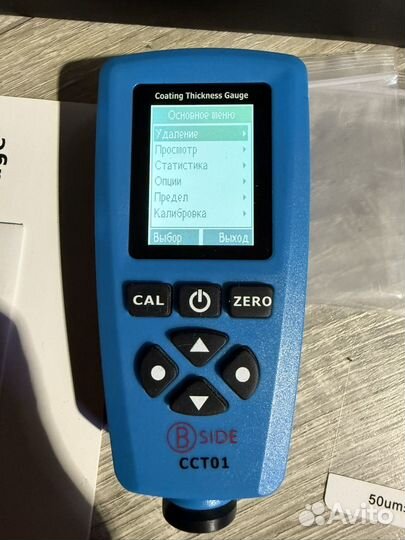 Coating Thickness Gauge
Основное меню
Удаление
Просмотр
Статистика
Опции
Предел
Калибровка
Выбор Выход
CAL ZERO
B SIDE
CCT01
50um
Avito